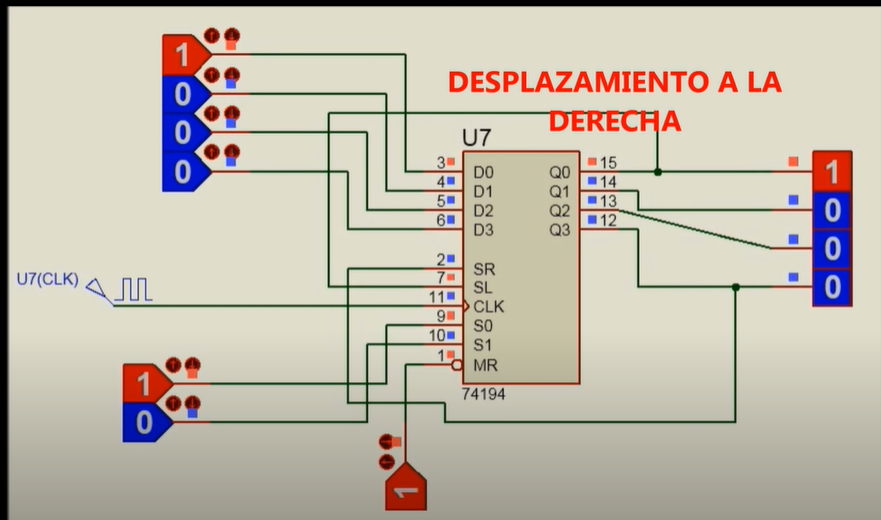 1
0
0
0
DESPLAZAMIENTO A LA
DERECHA
U7
3 D0 Q0 15
4 D1 Q1 14
5 D2 Q2 13
6 D3 Q3 12
2 SR
7 SL
11 CLK
9 S0
10 S1
1 MR
74194
1
0
0
0
U7(CLK)
1
0
1